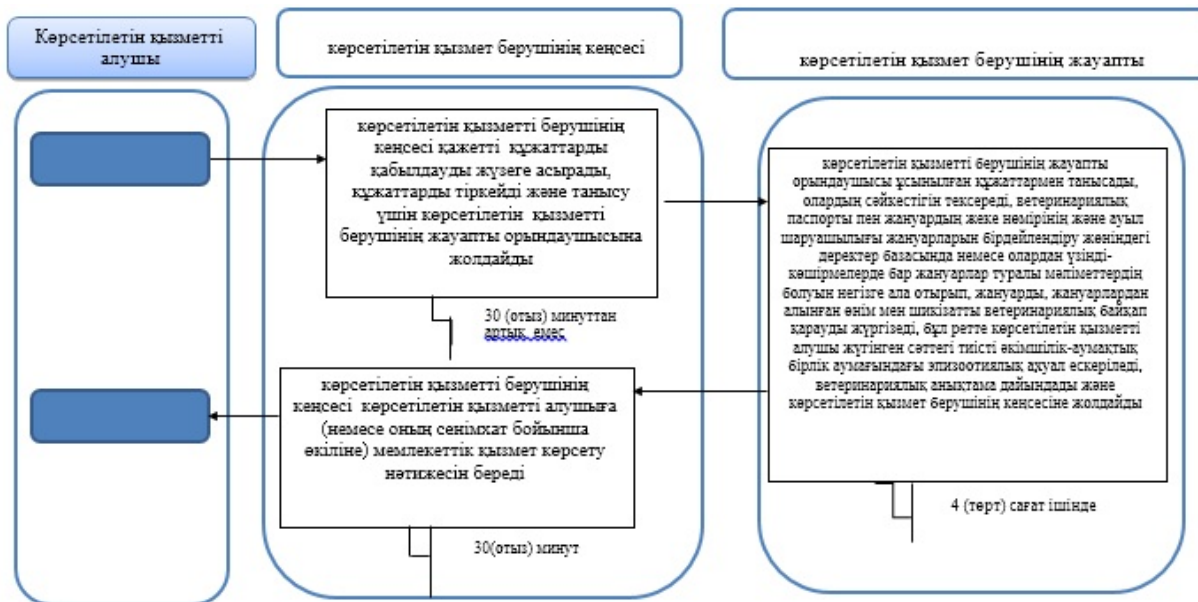 Көрсетілетін қызметті
алушы
көрсетілетін қызмет берушінің кеңсесі
көрсетілетін қызмет берушінің жауапты
көрсетілетін қызметті берушінің
кеңсесі қажетті құжаттарды
қабылдауды жүзеге асырады,
құжаттарды тіркейді және танысу
үшін көрсетілетін қызметті
берушінің жауапты орындаушысына
жолдайды
30 (отыз) минуттан
артық емес
көрсетілетін қызметті берушінің
кеңсесі көрсетілетін қызметті алушыға
(немесе оның сенімхат бойынша
өкіліне) мемлекеттік қызмет көрсету
нәтижесін береді
30(отыз) минут
көрсетілетін қызметті берушінің жауапты
орындаушысы ұсынылған құжаттармен танысады,
олардың сәйкестігін тексереді, ветеринариялық
паспорты пен жануардың жеке нөмірінің және ауыл
шаруашылығы жануарларын бірдейлендіру жөніндегі
деректер базасында немесе олардан үзінді-
көшірмелерде бар жануарлар туралы мәліметтердің
болуын негізге ала отырып, жануарды, жануарлардан
алынған өнім мен шикізатты ветеринариялық байқап
қарауды жүргізеді, бұл ретте көрсетілетін қызметті
алушы жүгінген сәттегі тиісті әкімшілік-аумақтық
бірлік аумағындағы эпизоотиялық ахуал ескеріледі,
ветеринариялық анықтама дайындады және
көрсетілетін қызмет берушінің кеңсесіне жолдайды
4 (төрт) сағат ішінде